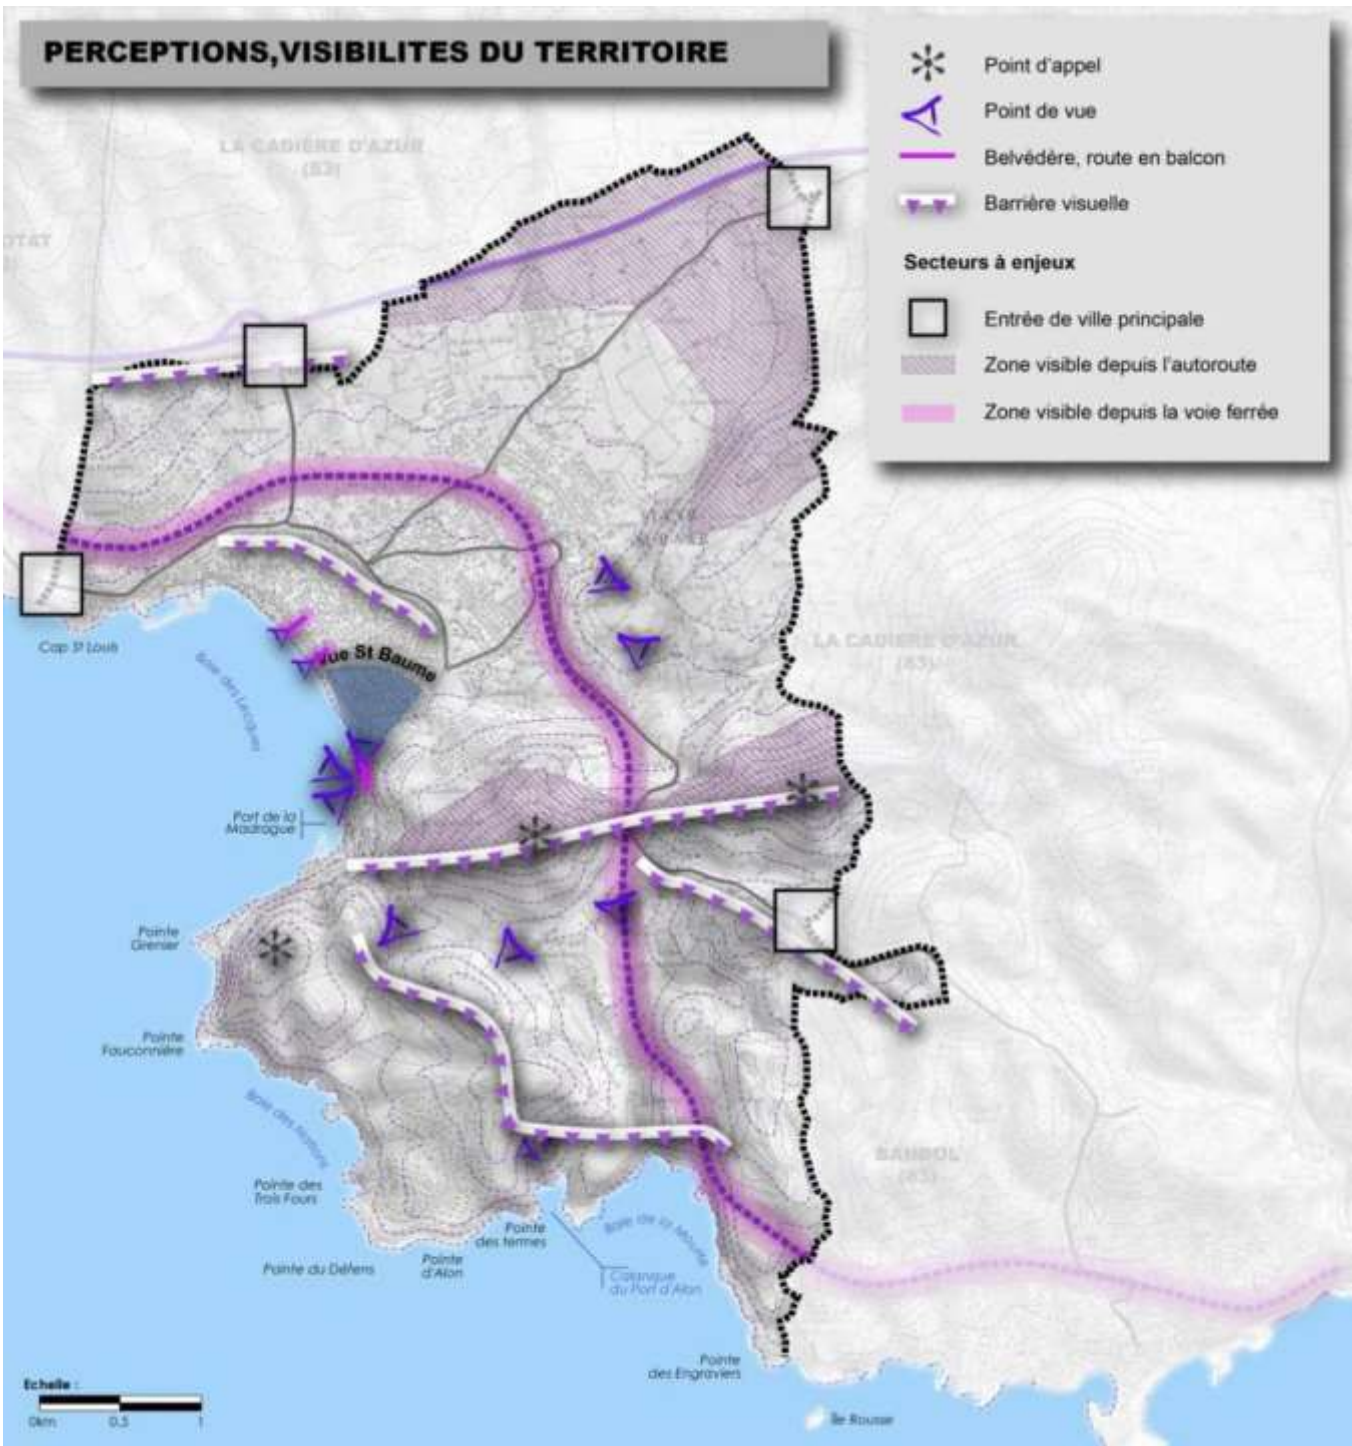 PERCEPTIONS,VISIBILITES DU TERRITOIRE
Point d'appel
Point de vue
Belvédère, route en balcon
Barrière visuelle
Secteurs à enjeux
Entrée de ville principale
Zone visible depuis l'autoroute
Zone visible depuis la voie ferrée
LA CADIÈRE D'AZUR
(83)
Cap St Louis
Baie des Lecques
vue St Baume
LA CADIÈRE D'AZUR
(83)
Port de la
Madrague
Pointe
Grenier
Pointe
Fauconnière
Baie des Nations
Pointe des
Trois Fours
Pointe du Défens
Pointe
d'Alon
Pointe
des termes
Baie de la Moutte
Calanque
du Port d'Alon
BANDOL
(83)
Pointe
des Engraviers
Île Rousse
Echelle :
0km 0,5 1